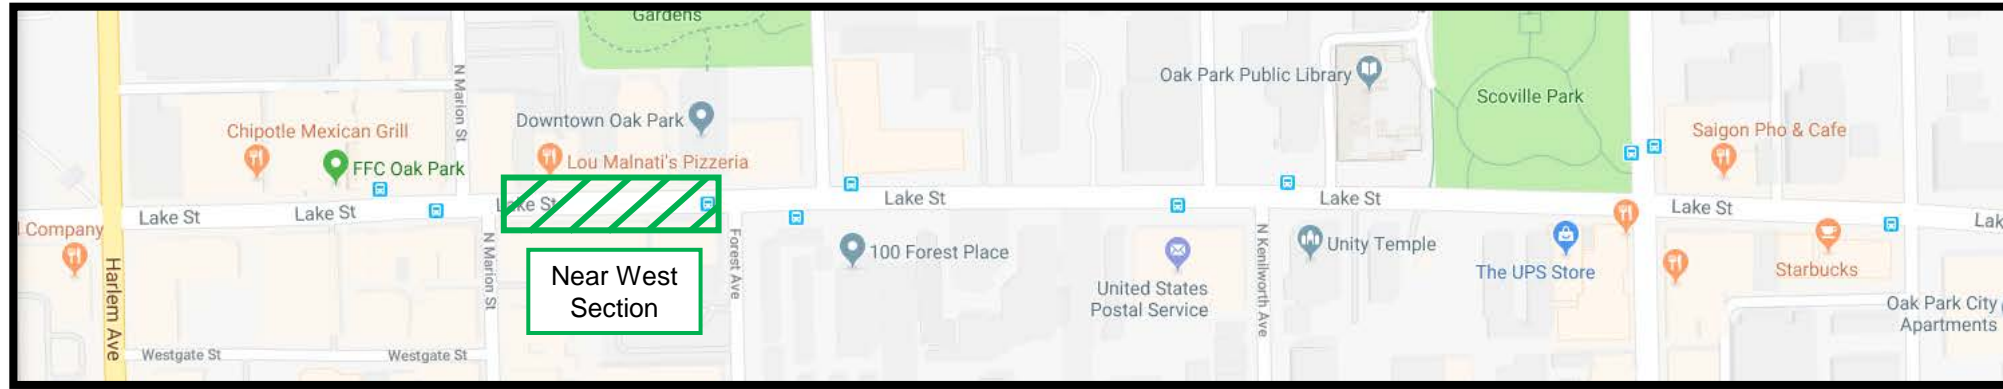 Gardens
N Marion St
Oak Park Public Library
Scoville Park
Downtown Oak Park
Chipotle Mexican Grill
Saigon Pho & Cafe
FFC Oak Park
Lou Malnati's Pizzeria
Lake St
Lake St
Lake St
Lake St
Lake St
Lake St
Lak
Company
Harlem Ave
N Marion St
Near West
Section
Forest Ave
100 Forest Place
United States
Postal Service
N Kenilworth Ave
Unity Temple
The UPS Store
Starbucks
Oak Park City
Apartments
Westgate St
Westgate St